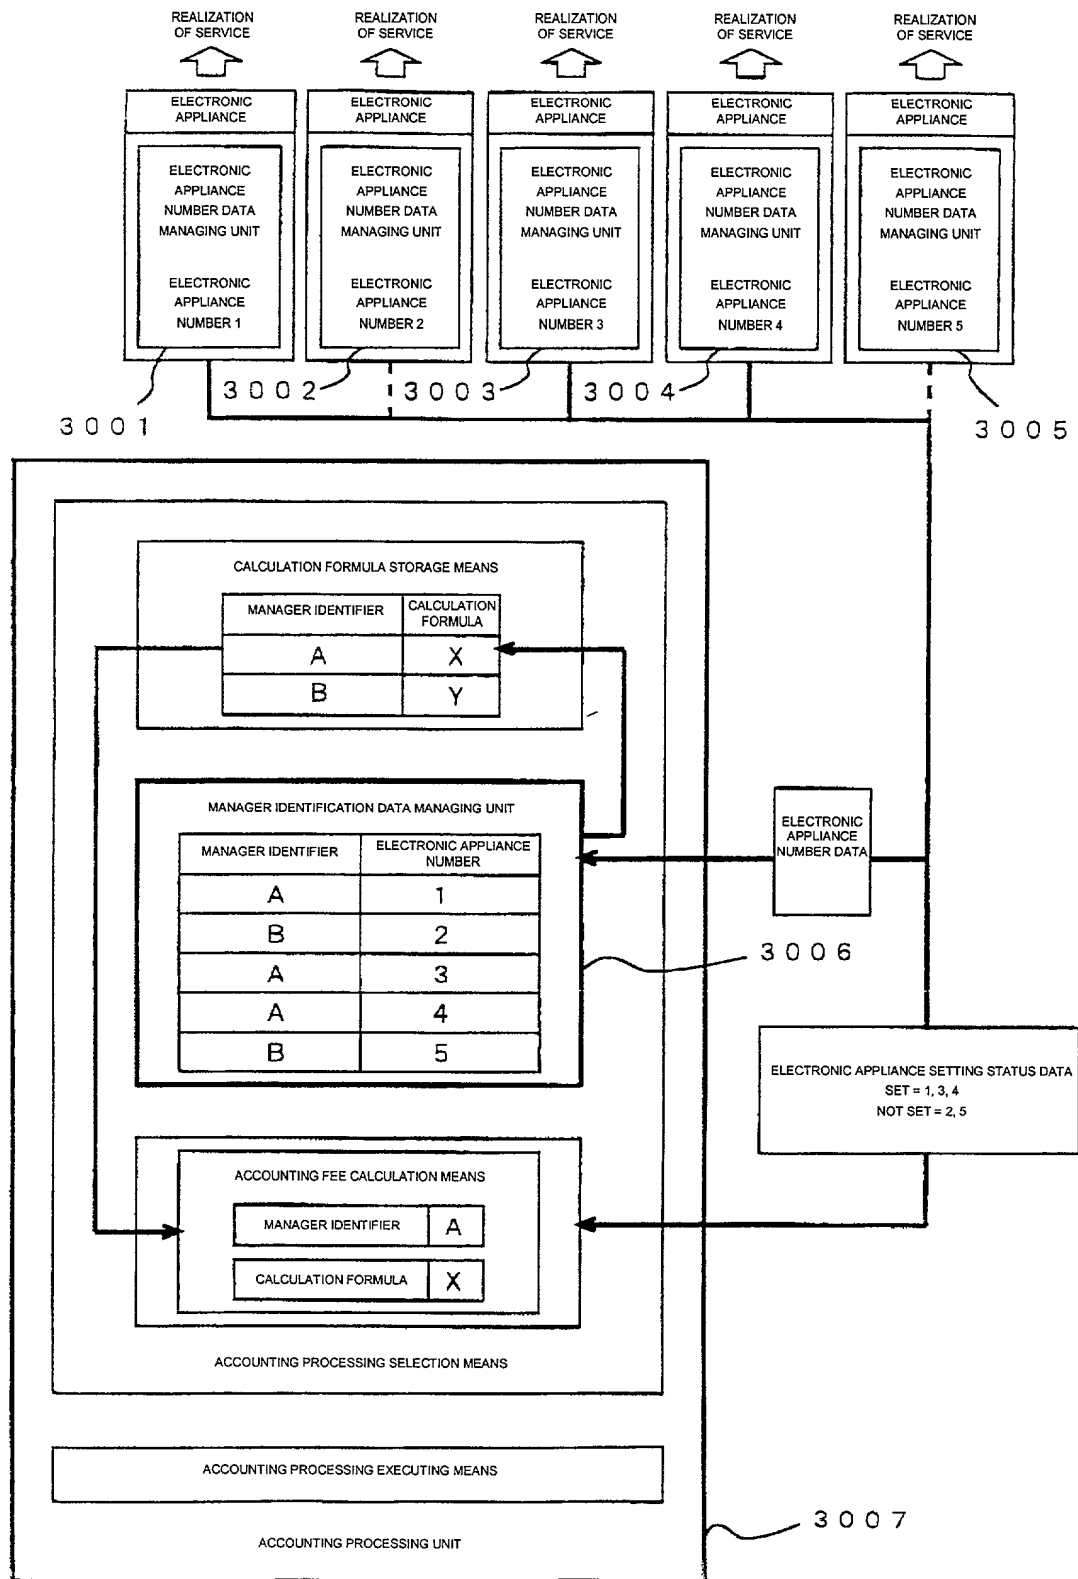 REALIZATION
OF SERVICE
REALIZATION
OF SERVICE
REALIZATION
OF SERVICE
REALIZATION
OF SERVICE
REALIZATION
OF SERVICE
ELECTRONIC
APPLIANCE
ELECTRONIC
APPLIANCE
NUMBER DATA
MANAGING UNIT
ELECTRONIC
APPLIANCE
NUMBER 1
ELECTRONIC
APPLIANCE
ELECTRONIC
APPLIANCE
NUMBER DATA
MANAGING UNIT
ELECTRONIC
APPLIANCE
NUMBER 2
ELECTRONIC
APPLIANCE
ELECTRONIC
APPLIANCE
NUMBER DATA
MANAGING UNIT
ELECTRONIC
APPLIANCE
NUMBER 3
ELECTRONIC
APPLIANCE
ELECTRONIC
APPLIANCE
NUMBER DATA
MANAGING UNIT
ELECTRONIC
APPLIANCE
NUMBER 4
ELECTRONIC
APPLIANCE
ELECTRONIC
APPLIANCE
NUMBER DATA
MANAGING UNIT
ELECTRONIC
APPLIANCE
NUMBER 5
3001
3002
3003
3004
3005
CALCULATION FORMULA STORAGE MEANS
MANAGER IDENTIFIER
CALCULATION
FORMULA
A X
B Y
MANAGER IDENTIFICATION DATA MANAGING UNIT
MANAGER IDENTIFIER
ELECTRONIC APPLIANCE
NUMBER
A 1
B 2
A 3
A 4
B 5
ELECTRONIC
APPLIANCE
NUMBER DATA
3006
ELECTRONIC APPLIANCE SETTING STATUS DATA
SET = 1, 3, 4
NOT SET = 2, 5
ACCOUNTING FEE CALCULATION MEANS
MANAGER IDENTIFIER A
CALCULATION FORMULA X
ACCOUNTING PROCESSING SELECTION MEANS
ACCOUNTING PROCESSING EXECUTING MEANS
3007
ACCOUNTING PROCESSING UNIT